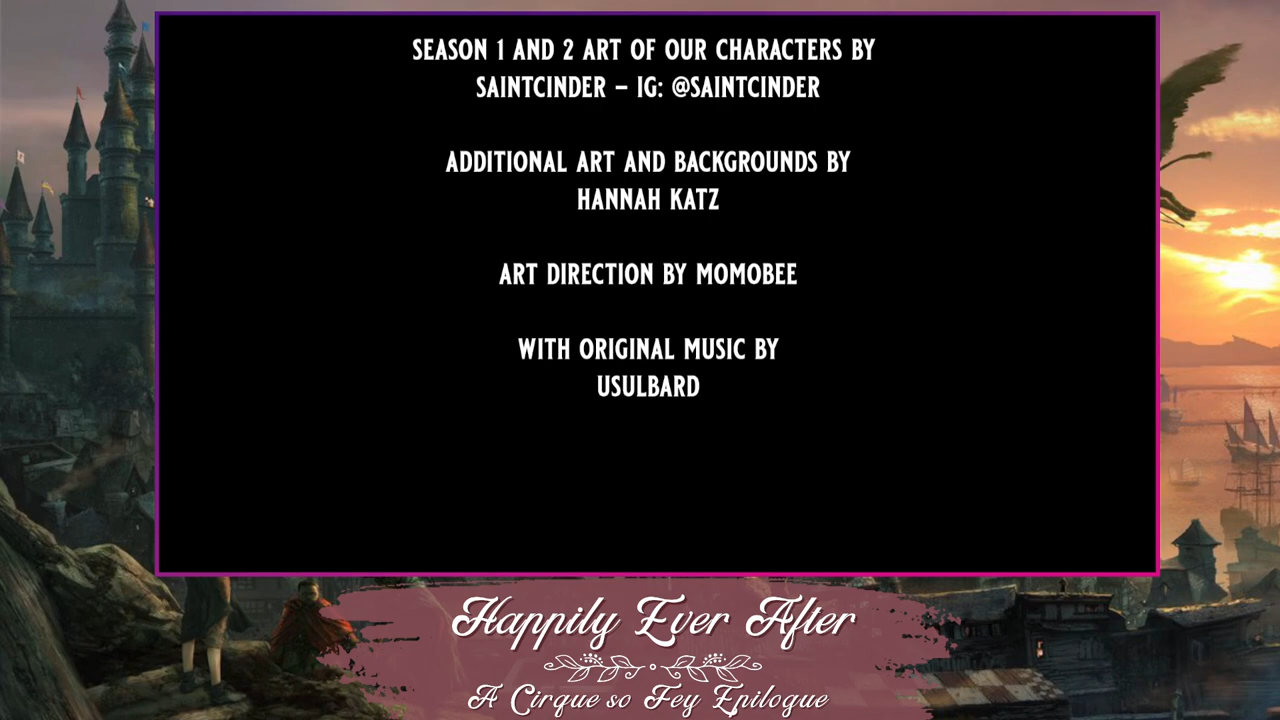 SEASON 1 AND 2 ART OF OUR CHARACTERS BY
SAINTCINDER – IG: @SAINTCINDER
ADDITIONAL ART AND BACKGROUNDS BY
HANNAH KATZ
ART DIRECTION BY MOMOBEE
WITH ORIGINAL MUSIC BY
USULBARD
Happily Ever After
A Cirque so Fey Epilogue